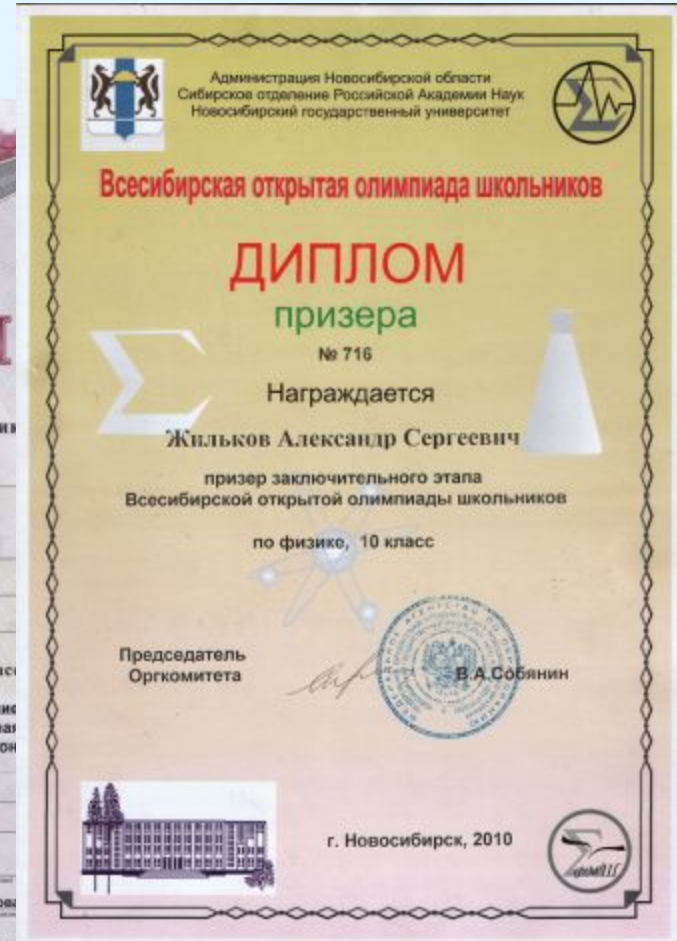 Администрация Новосибирской области
Сибирское отделение Российской Академии Наук
Новосибирский государственный университет
Всесибирская открытая олимпиада школьников
ДИПЛОМ
призера
№ 716
Награждается
Жильков Александр Сергеевич
призер заключительного этапа
Всесибирской открытой олимпиады школьников
по физике, 10 класс
Председатель
Оргкомитета
В.А.Собянин
г. Новосибирск, 2010